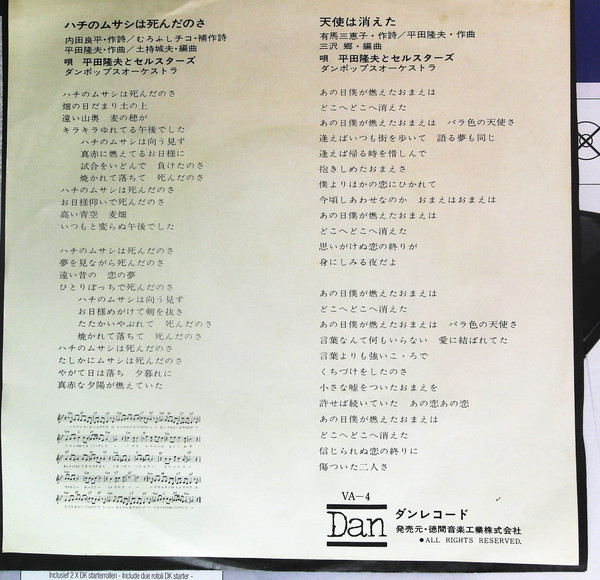 ハチのムサシは死んだのさ
内田良平・作詩／むろふしチコ・補作詩
平田隆夫・作曲／土持城夫・編曲
唄 平田隆夫とセルスターズ
ダンポップスオーケストラ
ハチのムサシは死んだのさ
畑の日だまり土の上
遠い山奥 麦の穂が
キラキラゆれてる午後でした
ハチのムサシは向う見ず
真赤に燃えてるお日様に
試合をいどんで 負けたのさ
焼かれて落ちて 死んだのさ
ハチのムサシは死んだのさ
お日様仰いで死んだのさ
高い青空 麦畑
いつもと変らぬ午後でした
ハチのムサシは死んだのさ
夢を見ながら死んだのさ
遠い昔の 恋の夢
ひとりぼっちで死んだのさ
ハチのムサシは向う見ず
お日様めがけて剣を抜き
たたかいやぶれて 死んだのさ
焼かれて落ちて 死んだのさ
ハチのムサシは死んだのさ
たしかにムサシは死んだのさ
やがて日は落ち 夕暮れに
真赤な夕陽が燃えていた
天使は消えた
有馬三恵子・作詩／平田隆夫・作曲
三沢 郷・編曲
唄 平田隆夫とセルスターズ
ダンポップスオーケストラ
あの日僕が燃えたおまえは
どこへどこへ消えた
あの日僕が燃えたおまえは バラ色の天使さ
逢えばいつも街を歩いて 語る夢も同じ
逢えば帰る時を惜しんで
抱きしめたおまえさ
僕よりほかの恋にひかれて
今頃しあわせなのか おまえはおまえは
あの日僕が燃えたおまえは
どこへどこへ消えた
思いがけぬ恋の終りが
身にしみる夜だよ
あの日僕が燃えたおまえは
どこへどこへ消えた
あの日僕が燃えたおまえは バラ色の天使さ
言葉なんて何もいらない 愛に結ばれてた
言葉よりも強いこゝろで
くちづけをしたのさ
小さな嘘をついたおまえを
許せば続いていた あの恋あの恋
あの日僕が燃えたおまえは
どこへどこへ消えた
信じられぬ恋の終りに
傷ついた二人さ
VA-4
Dan
ダンレコード
発売元・徳間音楽工業株式会社
●ALL RIGHTS RESERVED.
Inclusief 2 X DK starterrollen - Include due rotoli DK starter -